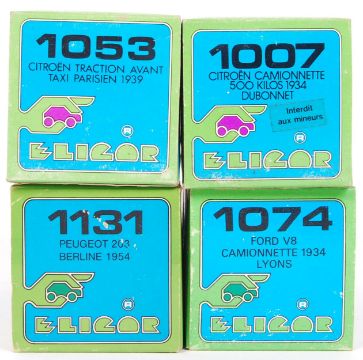 1053
CITROËN TRACTION AVANT
TAXI PARISIEN 1939
®
ELIGOR
1007
CITROËN CAMIONNETTE
500 KILOS 1934
DUBONNET
Interdit
aux mineurs
®
ELIGOR
1131
PEUGEOT 203
BERLINE 1954
®
ELIGOR
1074
FORD V8
CAMIONNETTE 1934
LYONS
®
ELIGOR